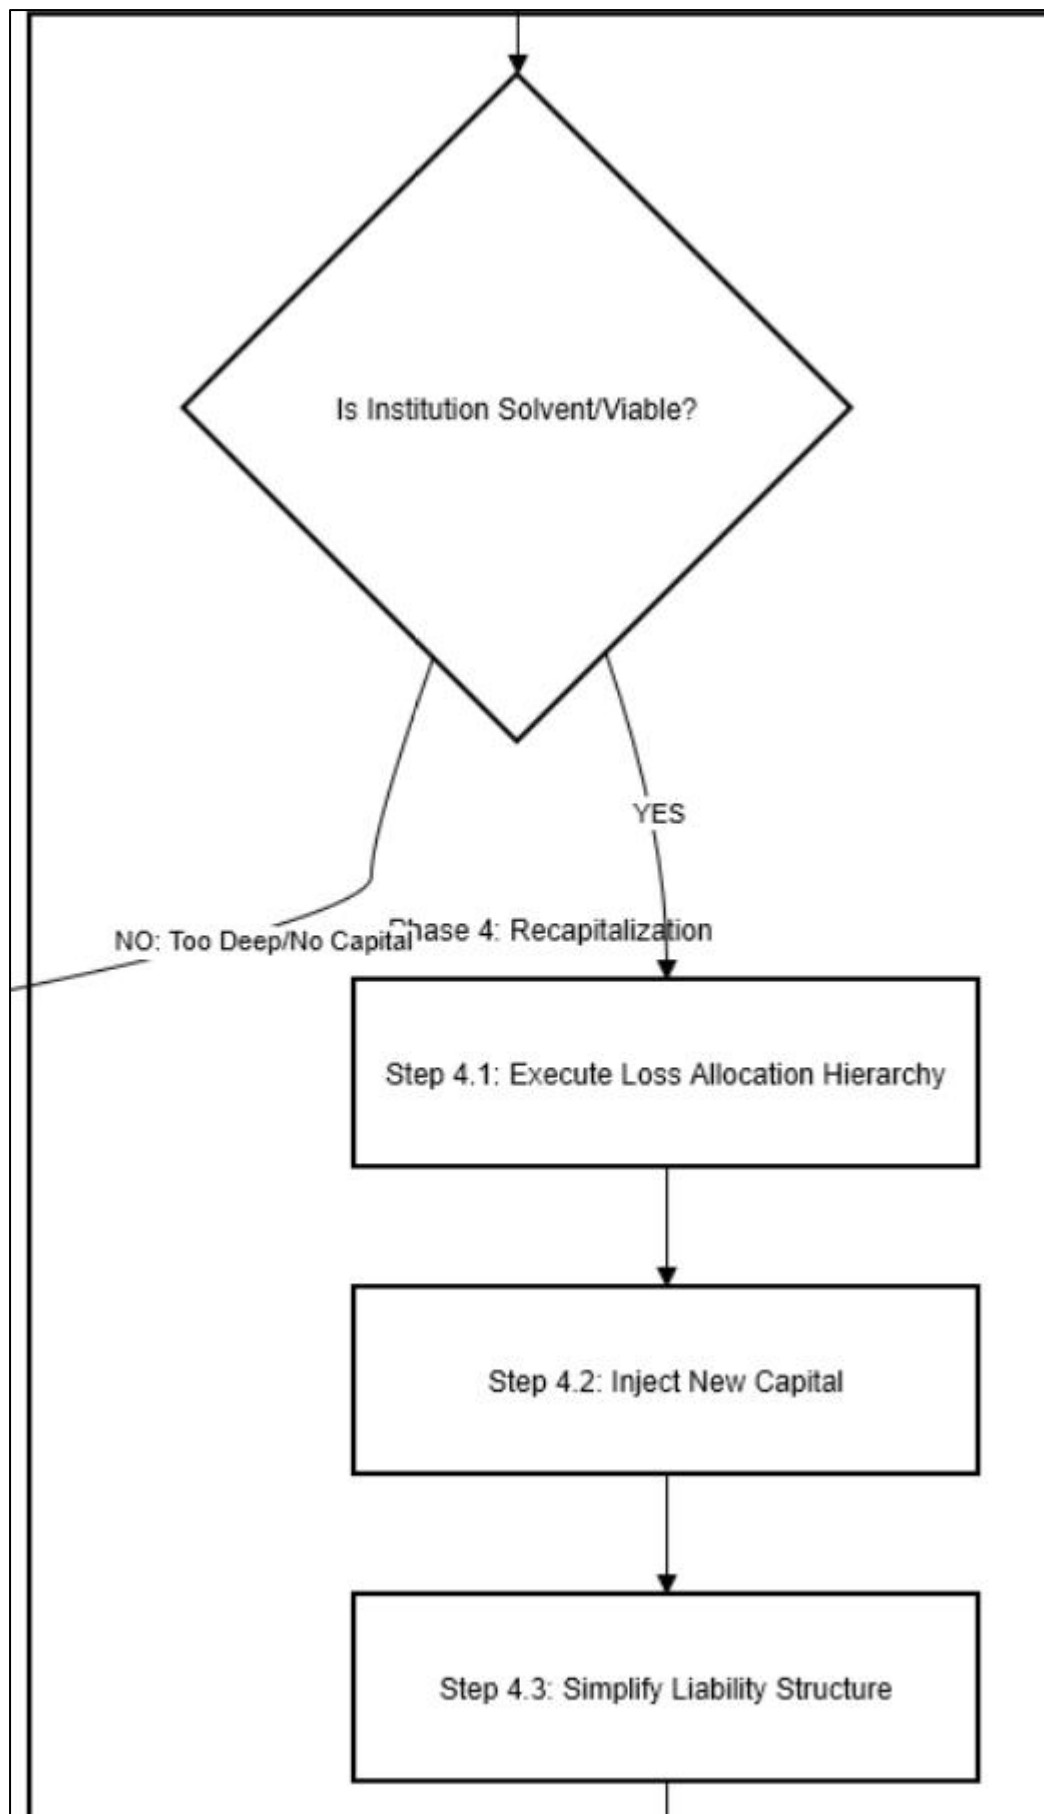 Is Institution Solvent/Viable?
YES
NO: Too Deep/No Capital
Phase 4: Recapitalization
Step 4.1: Execute Loss Allocation Hierarchy
Step 4.2: Inject New Capital
Step 4.3: Simplify Liability Structure